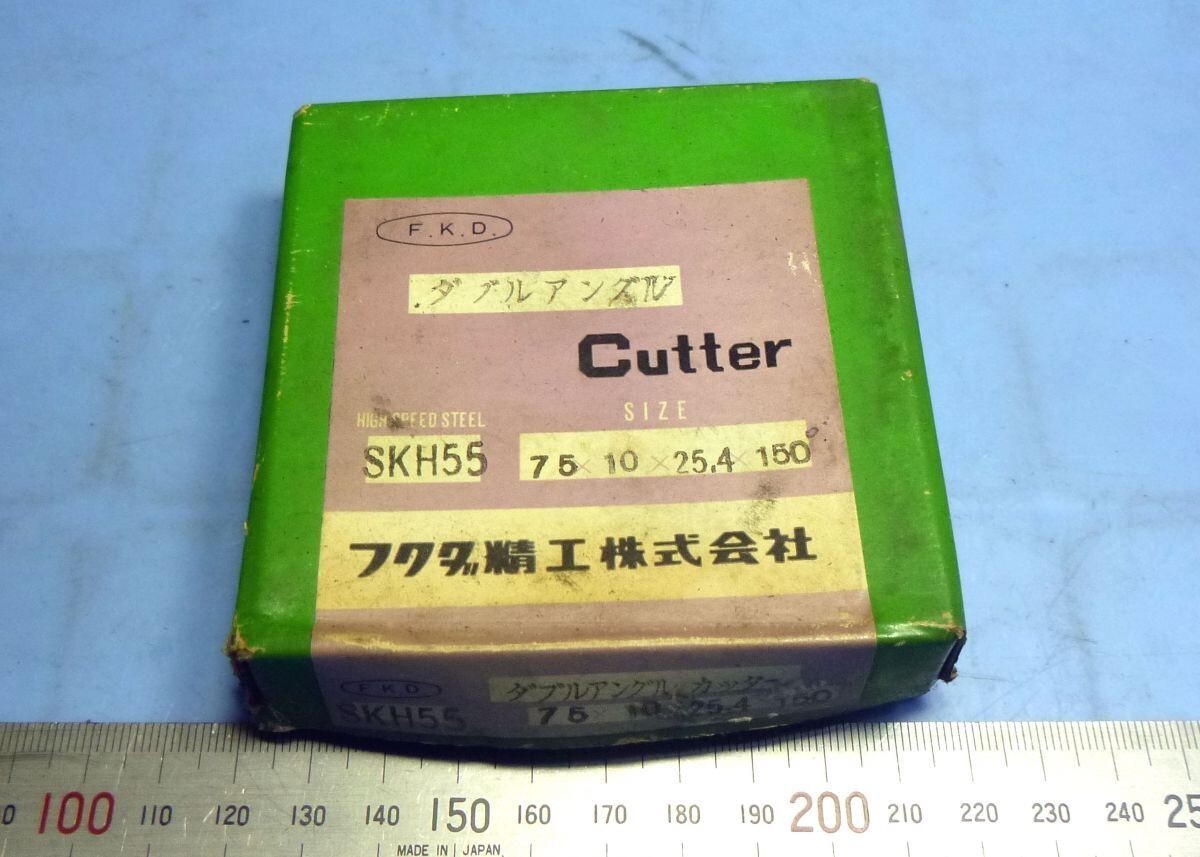 F.K.D.
ダブルアングル
Cutter
HIGH SPEED STEEL
SIZE
SKH55
75×10×25.4×150°
フクダ精工株式会社
F.K.D
ダブルアングルカッター
SKH55
75 10×25.4×150
100 110 120 130 140 150 160 170 180 190 200 210 220 230 240
MADE IN JAPAN